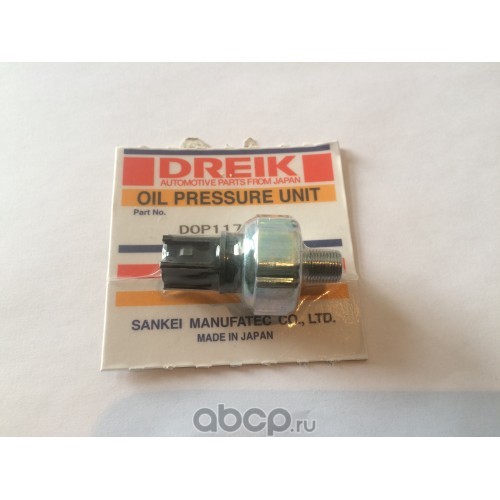 DREIK
AUTOMOTIVE PARTS FROM JAPAN
OIL PRESSURE UNIT
Part No.
DOP117
SANKEI MANUFATEC CO., LTD.
MADE IN JAPAN
abcp.ru